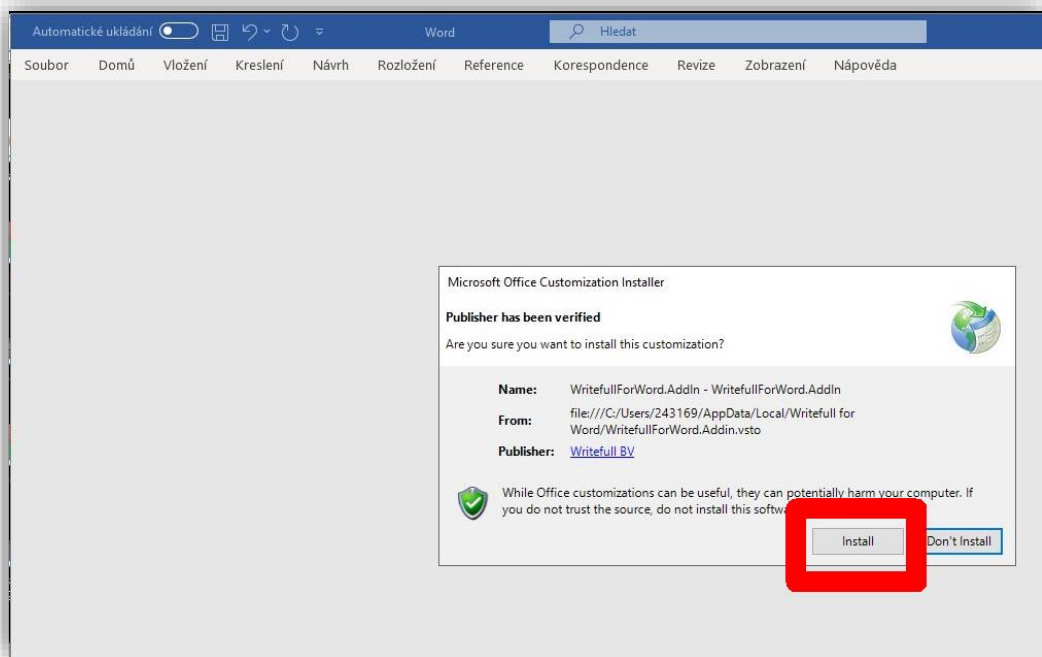 Automatické ukládání Word Hledat
Soubor Domů Vložení Kreslení Návrh Rozložení Reference Korespondence Revize Zobrazení Nápověda
Microsoft Office Customization Installer
Publisher has been verified
Are you sure you want to install this customization?
Name: WritefullForWord.AddIn - WritefullForWord.AddIn
From: file:///C:/Users/243169/AppData/Local/Writefull for
Word/WritefullForWord.Addin.vsto
Publisher: Writefull BV
While Office customizations can be useful, they can potentially harm your computer. If
you do not trust the source, do not install this
Install Don't Install